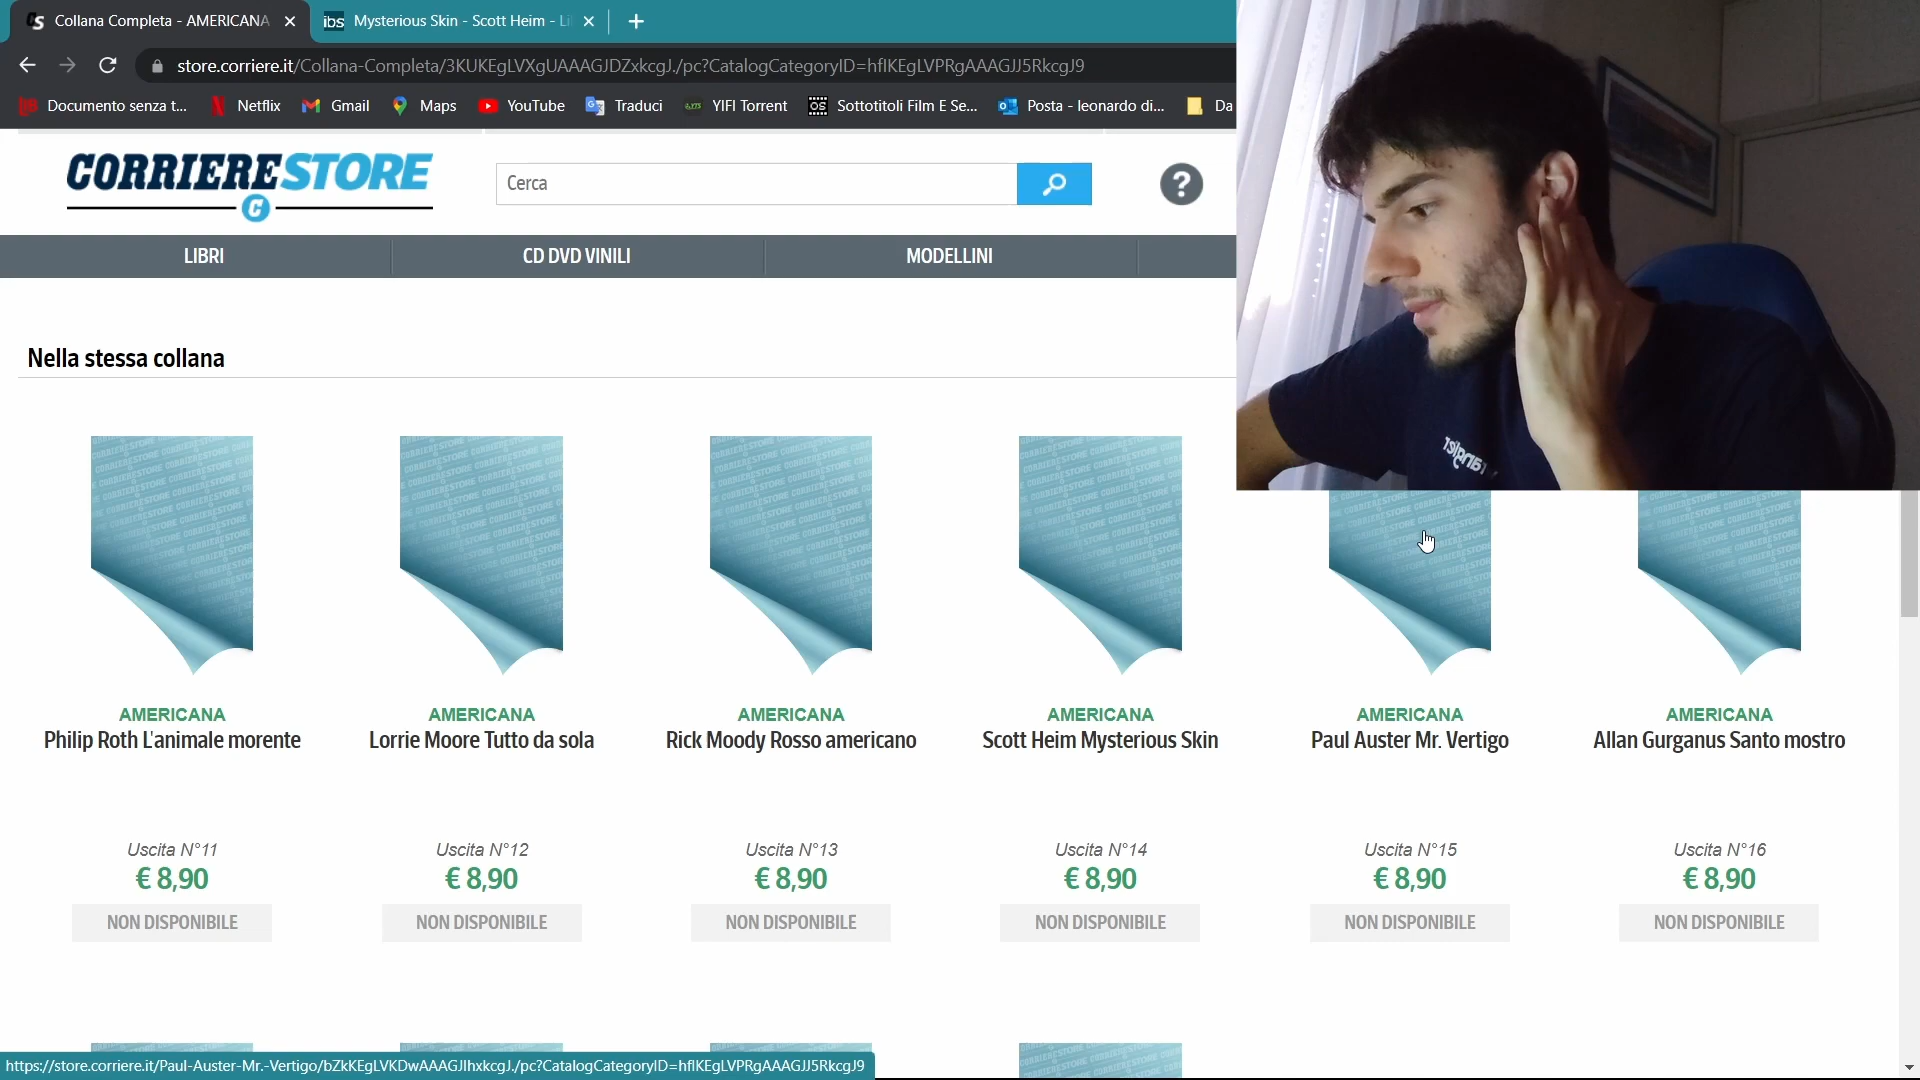 Collana Completa - AMERICANA
ibs Mysterious Skin - Scott Heim - Li
store.corriere.it/Collana-Completa/3KUKEgLVXgUAAAGJDZxkcgJ./pc?CatalogCategoryID=hfIKEgLVPRgAAAGJJ5RkcgJ9
Documento senza t... Netflix Gmail Maps YouTube Traduci YIFI Torrent Sottotitoli Film E Se... Posta - leonardo di... Da
CORRIERESTORE
C
Cerca
?
LIBRI CD DVD VINILI MODELLINI
Nella stessa collana
AMERICANA AMERICANA AMERICANA AMERICANA AMERICANA AMERICANA
Philip Roth L'animale morente Lorrie Moore Tutto da sola Rick Moody Rosso americano Scott Heim Mysterious Skin Paul Auster Mr. Vertigo Allan Gurganus Santo mostro
Uscita N°11 Uscita N°12 Uscita N°13 Uscita N°14 Uscita N°15 Uscita N°16
€ 8,90 € 8,90 € 8,90 € 8,90 € 8,90 € 8,90
NON DISPONIBILE NON DISPONIBILE NON DISPONIBILE NON DISPONIBILE NON DISPONIBILE NON DISPONIBILE
https://store.corriere.it/Paul-Auster-Mr.-Vertigo/bZkKEgLVKDwAAAGJIhxkcgJ./pc?CatalogCategoryID=hfIKEgLVPRgAAAGJJ5RkcgJ9